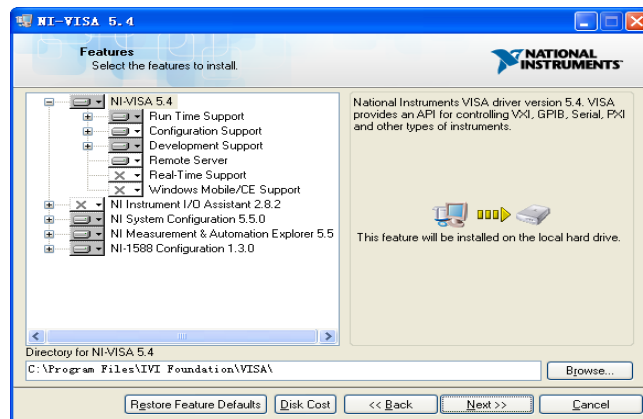 NI-VISA 5.4
Features
Select the features to install.
NATIONAL
INSTRUMENTS
NI-VISA 5.4
Run Time Support
Configuration Support
Development Support
Remote Server
Real-Time Support
Windows Mobile/CE Support
NI Instrument I/O Assistant 2.8.2
NI System Configuration 5.5.0
NI Measurement & Automation Explorer 5.5
NI-1588 Configuration 1.3.0
National Instruments VISA driver version 5.4. VISA
provides an API for controlling VXI, GPIB, Serial, PXI
and other types of instruments.
This feature will be installed on the local hard drive.
Directory for NI-VISA 5.4
C:\Program Files\IVI Foundation\VISA\
Browse...
Restore Feature Defaults
Disk Cost
<< Back
Next >>
Cancel